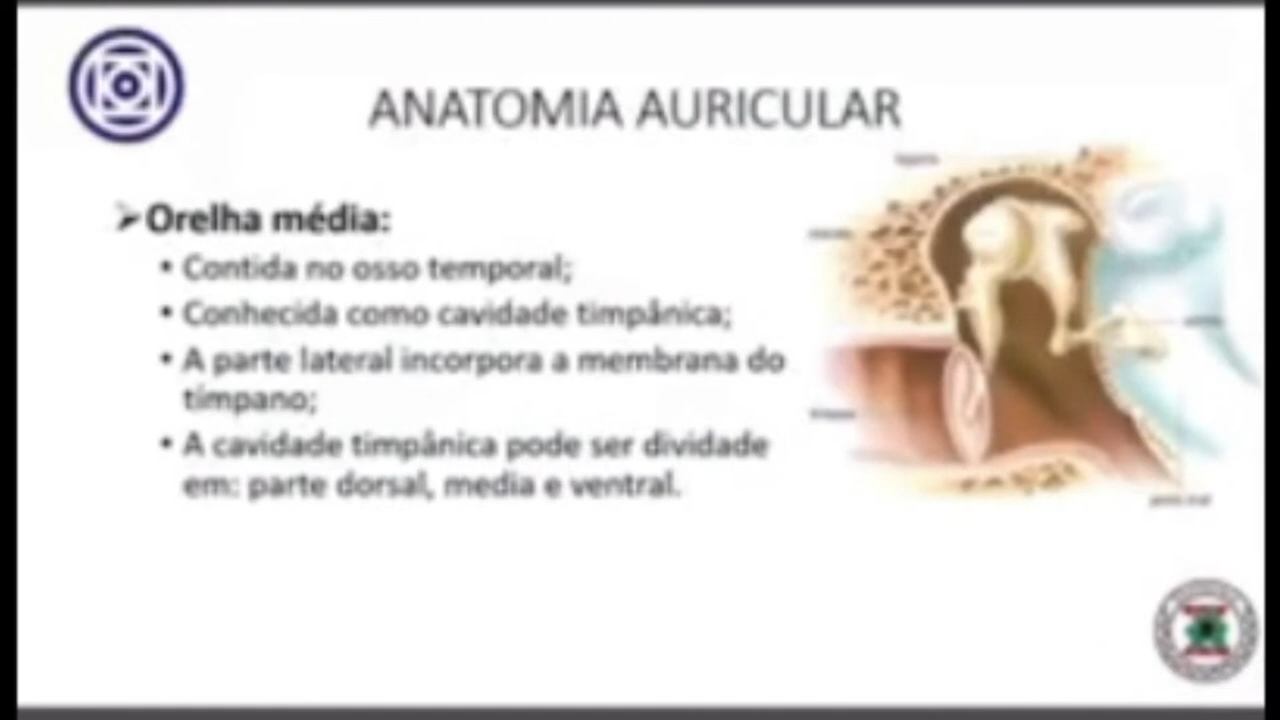 ANATOMIA AURICULAR
➢Orelha média:
• Contida no osso temporal;
• Conhecida como cavidade timpânica;
• A parte lateral incorpora a membrana do
tímpano;
• A cavidade timpânica pode ser dividade
em: parte dorsal, media e ventral.